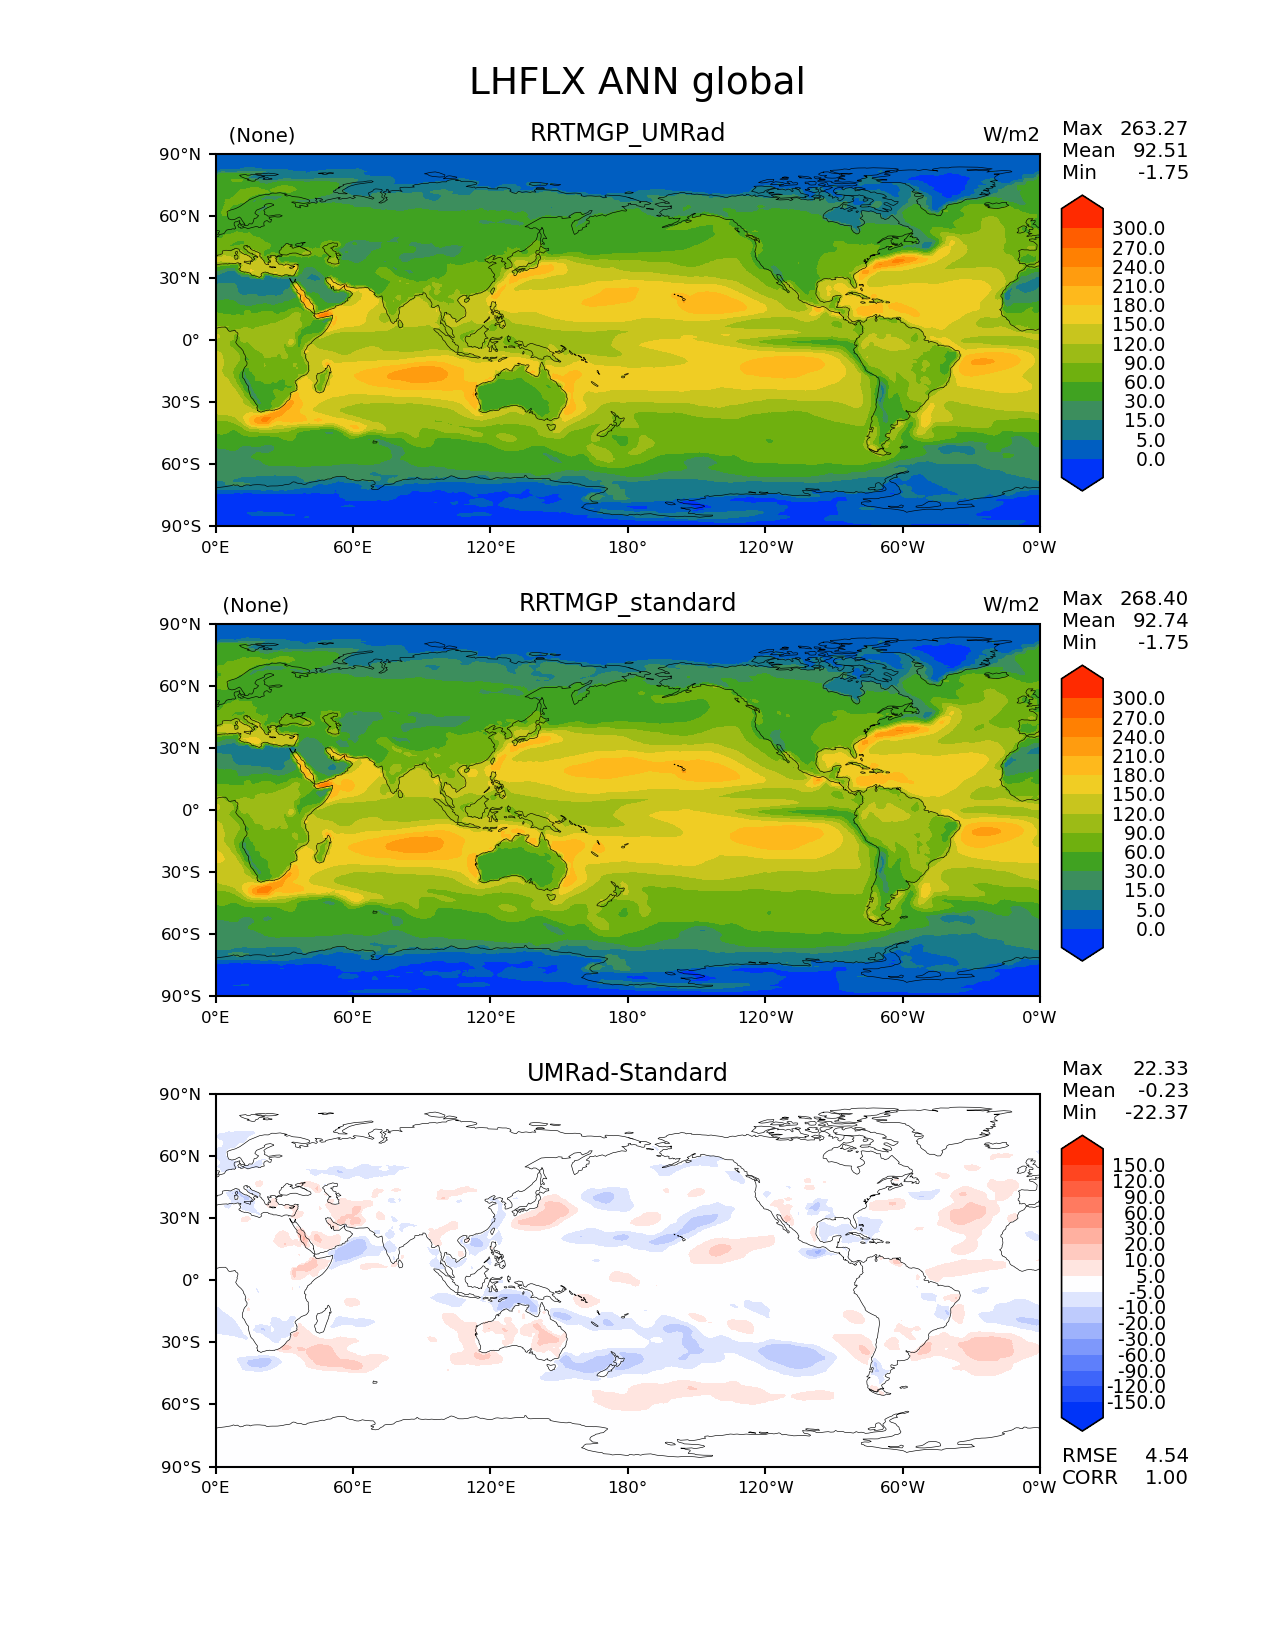 LHFLX ANN global
(None) RRTMGP_UMRad W/m2
Max 263.27
Mean 92.51
Min -1.75
90°N
60°N
30°N
0°
30°S
60°S
90°S
0°E 60°E 120°E 180° 120°W 60°W 0°W
300.0
270.0
240.0
210.0
180.0
150.0
120.0
90.0
60.0
30.0
15.0
5.0
0.0
(None) RRTMGP_standard W/m2
Max 268.40
Mean 92.74
Min -1.75
90°N
60°N
30°N
0°
30°S
60°S
90°S
0°E 60°E 120°E 180° 120°W 60°W 0°W
300.0
270.0
240.0
210.0
180.0
150.0
120.0
90.0
60.0
30.0
15.0
5.0
0.0
UMRad-Standard
Max 22.33
Mean -0.23
Min -22.37
90°N
60°N
30°N
0°
30°S
60°S
90°S
0°E 60°E 120°E 180° 120°W 60°W 0°W
150.0
120.0
90.0
60.0
30.0
20.0
10.0
5.0
-5.0
-10.0
-20.0
-30.0
-60.0
-90.0
-120.0
-150.0
RMSE 4.54
CORR 1.00